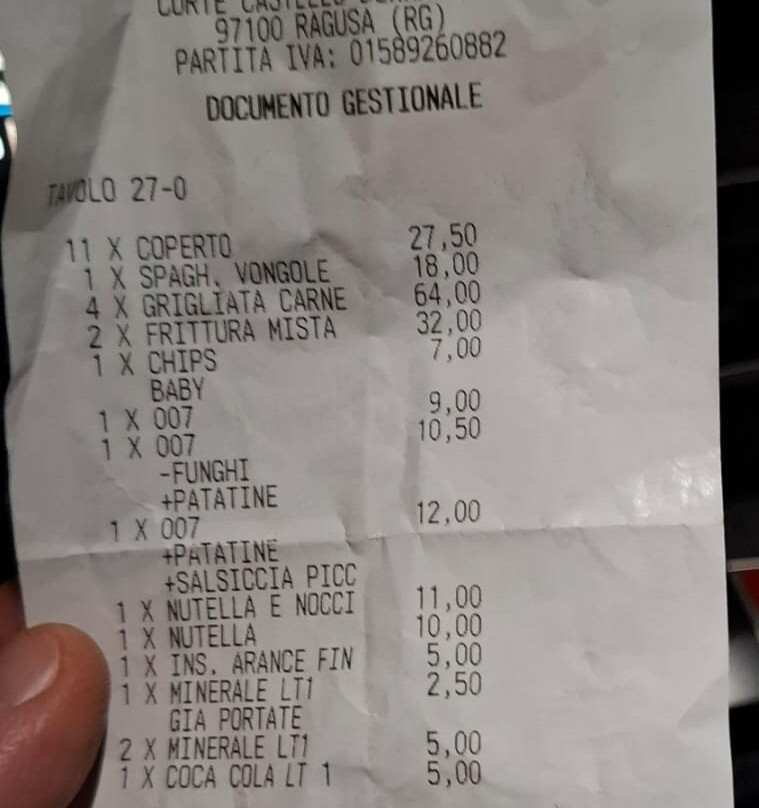 CORTE CASTELLO
97100 RAGUSA (RG)
PARTITA IVA: 01589260882
DOCUMENTO GESTIONALE
TAVOLO 27-0
11 X COPERTO 27,50
1 X SPAGH. VONGOLE 18,00
4 X GRIGLIATA CARNE 64,00
2 X FRITTURA MISTA 32,00
1 X CHIPS 7,00
BABY
1 X 007 9,00
1 X 007 10,50
-FUNGHI
+PATATINE
1 X 007 12,00
+PATATINE
+SALSICCIA PICC
1 X NUTELLA E NOCCI 11,00
1 X NUTELLA 10,00
1 X INS. ARANCE FIN 5,00
1 X MINERALE LT1 2,50
GIA PORTATE
2 X MINERALE LT1 5,00
1 X COCA COLA LT 1 5,00